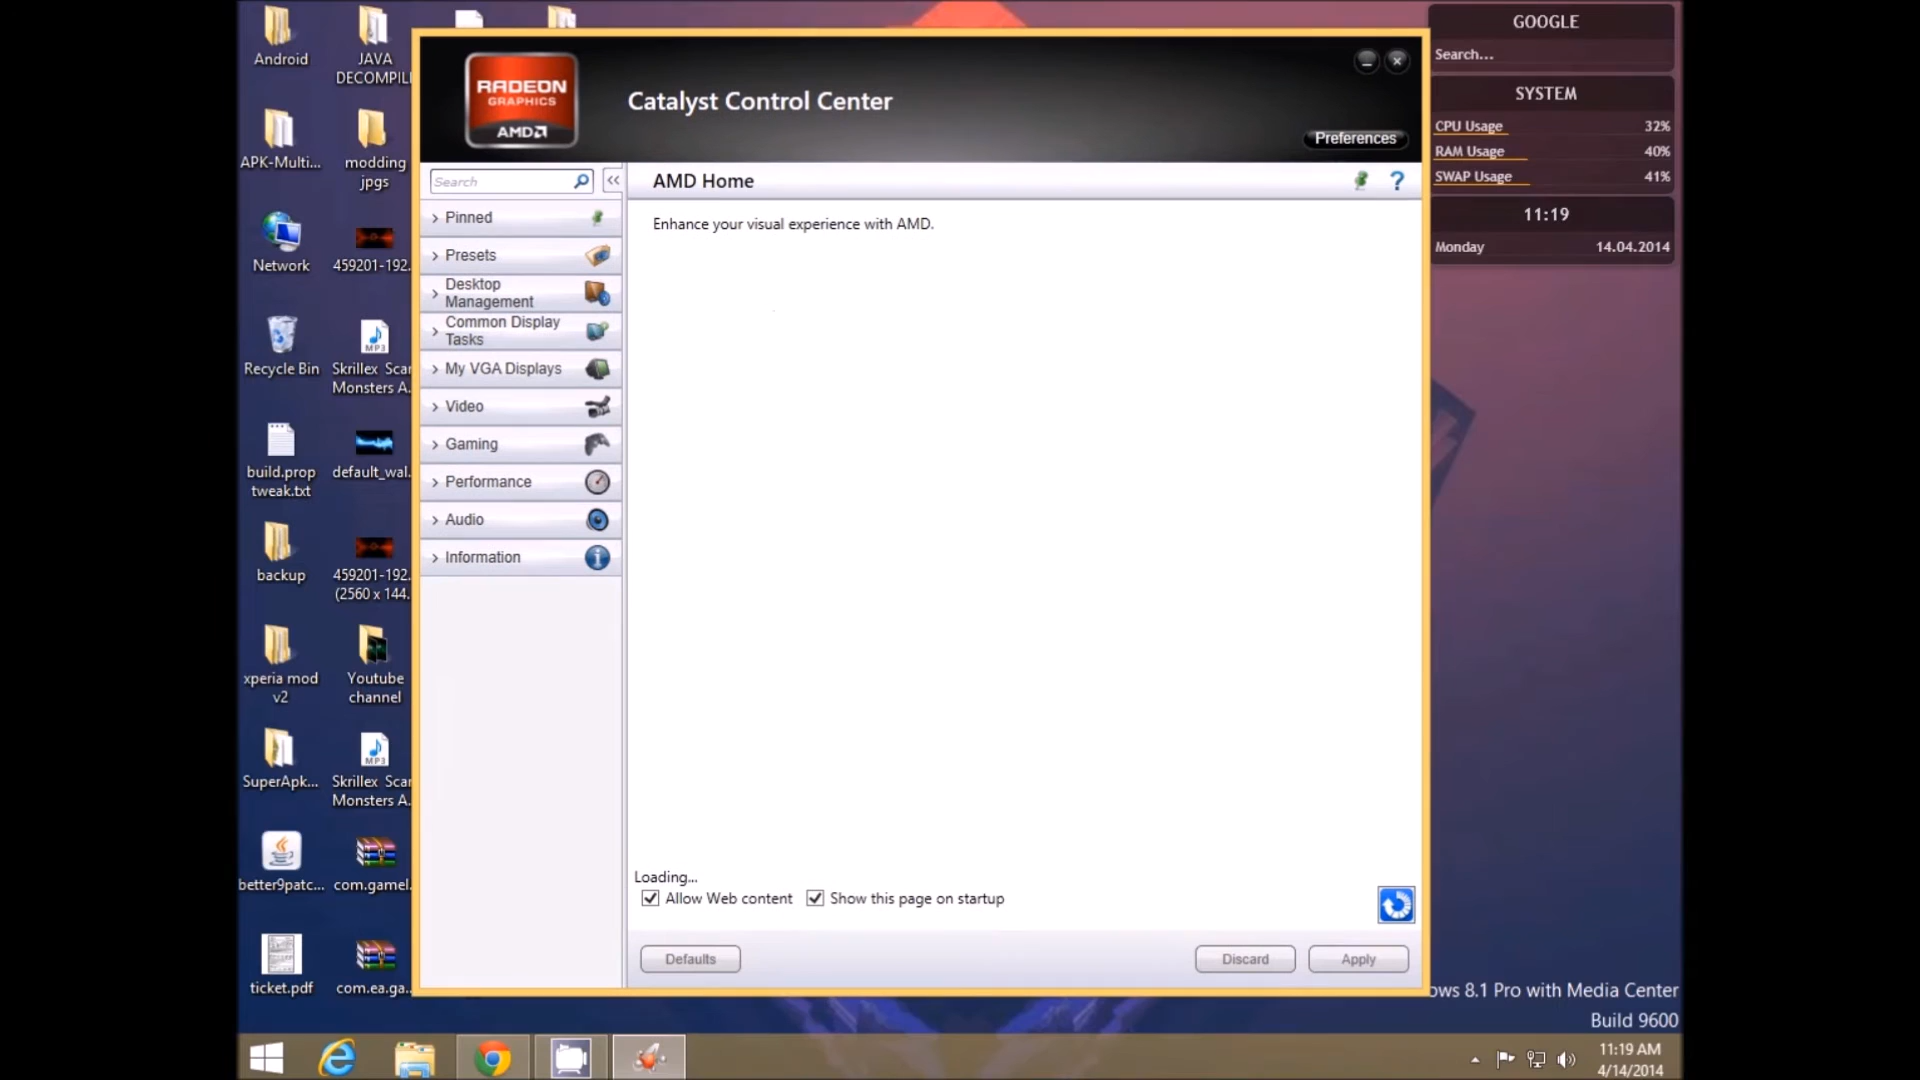 Android
JAVA
DECOMPIL
APK-Multi...
modding
jpgs
Network
459201-192.
Recycle Bin
Skrillex Scar
Monsters A.
build.prop
tweak.txt
default_wal.
backup
459201-192.
(2560 x 144.
xperia mod
v2
Youtube
channel
SuperApk...
Skrillex Scar
Monsters A.
MP3
MP3
better9patc...
com.gamel.
ticket.pdf
com.ea.ga..
RADEON
GRAPHICS
AMD
Catalyst Control Center
Preferences
Search
AMD Home
?
Enhance your visual experience with AMD.
Pinned
Presets
Desktop
Management
Common Display
Tasks
My VGA Displays
Video
Gaming
Performance
Audio
Information
Loading...
Allow Web content
Show this page on startup
Defaults
Discard
Apply
GOOGLE
Search...
SYSTEM
CPU Usage 32%
RAM Usage 40%
SWAP Usage 41%
11:19
Monday 14.04.2014
ows 8.1 Pro with Media Center
Build 9600
11:19 AM
4/14/2014